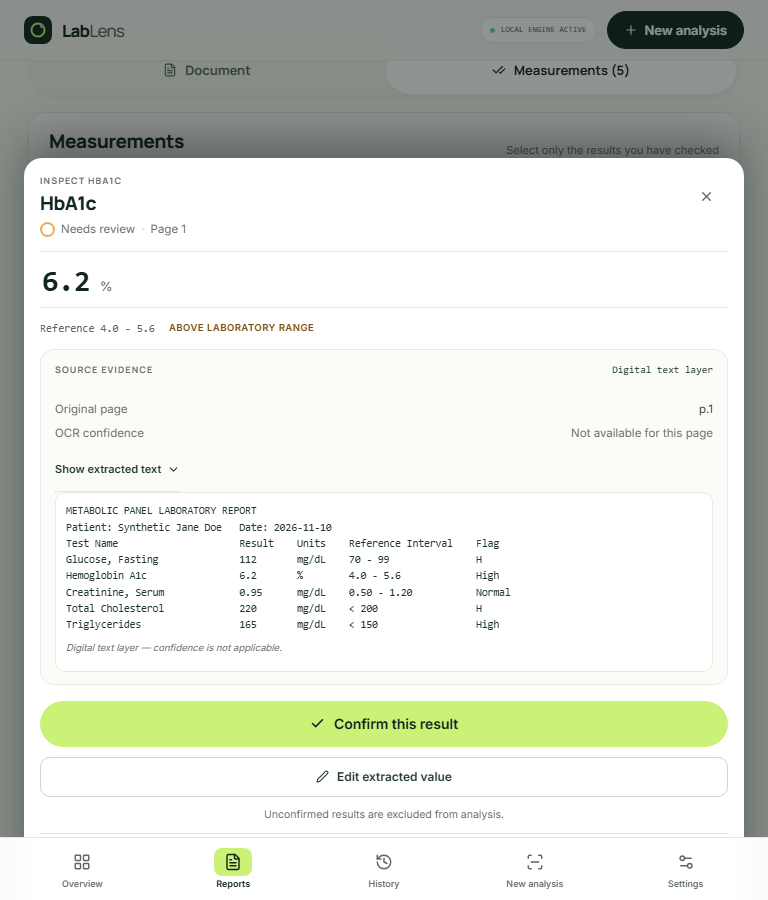 LabLens
LOCAL ENGINE ACTIVE
New analysis
Document
Measurements (5)
Measurements
Select only the results you have checked
INSPECT HBA1C
HbA1c
Needs review · Page 1
6.2 %
Reference 4.0 - 5.6 ABOVE LABORATORY RANGE
SOURCE EVIDENCE Digital text layer
Original page p.1
OCR confidence Not available for this page
Show extracted text
METABOLIC PANEL LABORATORY REPORT
Patient: Synthetic Jane Doe Date: 2026-11-10
Test Name Result Units Reference Interval Flag
Glucose, Fasting 112 mg/dL 70 - 99 H
Hemoglobin A1c 6.2 % 4.0 - 5.6 High
Creatinine, Serum 0.95 mg/dL 0.50 - 1.20 Normal
Total Cholesterol 220 mg/dL < 200 H
Triglycerides 165 mg/dL < 150 High
Digital text layer — confidence is not applicable.
Confirm this result
Edit extracted value
Unconfirmed results are excluded from analysis.
Overview
Reports
History
New analysis
Settings